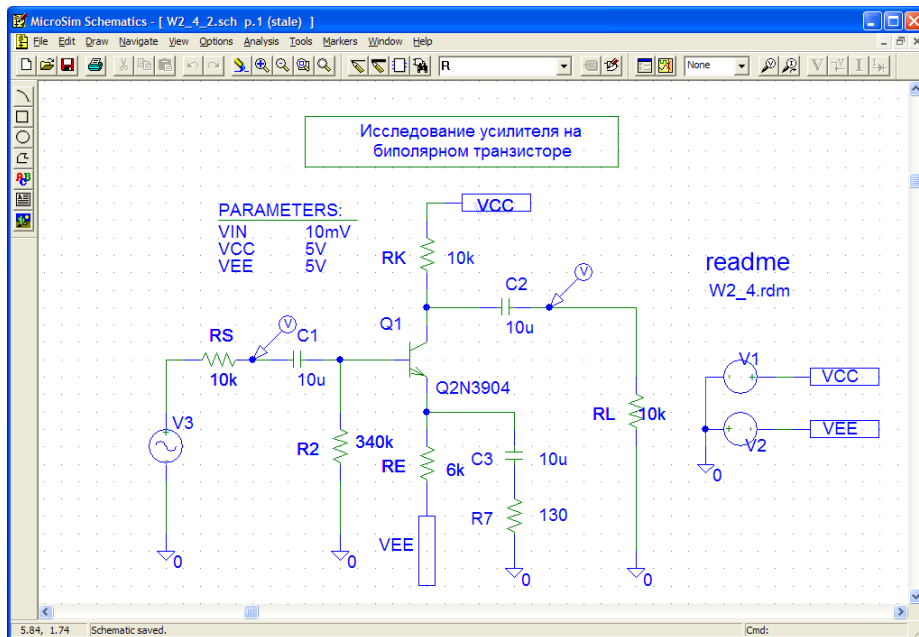 MicroSim Schematics - [ W2_4_2.sch p.1 (stale) ]
File Edit Draw Navigate View Options Analysis Tools Markers Window Help
R
None
Исследование усилителя на
биполярном транзисторе
PARAMETERS:
VIN 10mV
VCC 5V
VEE 5V
VCC
RK 10k
readme
W2_4.rdm
V
C2
10u
Q1
V
RS
C1
10k
10u
Q2N3904
V1
VCC
- +
V3
+
R2
340k
RE
6k
C3
10u
RL
10k
+ -
V2
VEE
0
R7
130
VEE
0
0
0
0
5.84, 1.74 Schematic saved. Cmd: